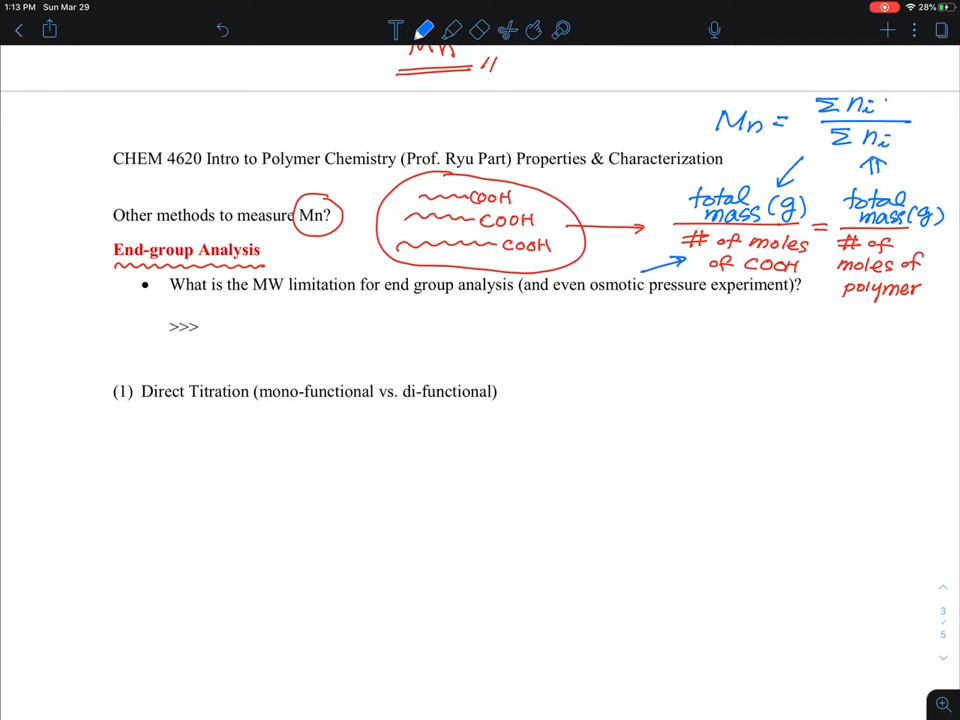 1:13 PM Sun Mar 29
28%
T
Mn
Mn = Σ ni
Σ ni
CHEM 4620 Intro to Polymer Chemistry (Prof. Ryu Part) Properties & Characterization
COOH
COOH
COOH
Other methods to measure Mn?
total mass (g)
# of moles of COOH
=
total mass (g)
# of moles of polymer
End-group Analysis
• What is the MW limitation for end group analysis (and even osmotic pressure experiment)?
>>>
(1) Direct Titration (mono-functional vs. di-functional)
3
/
5